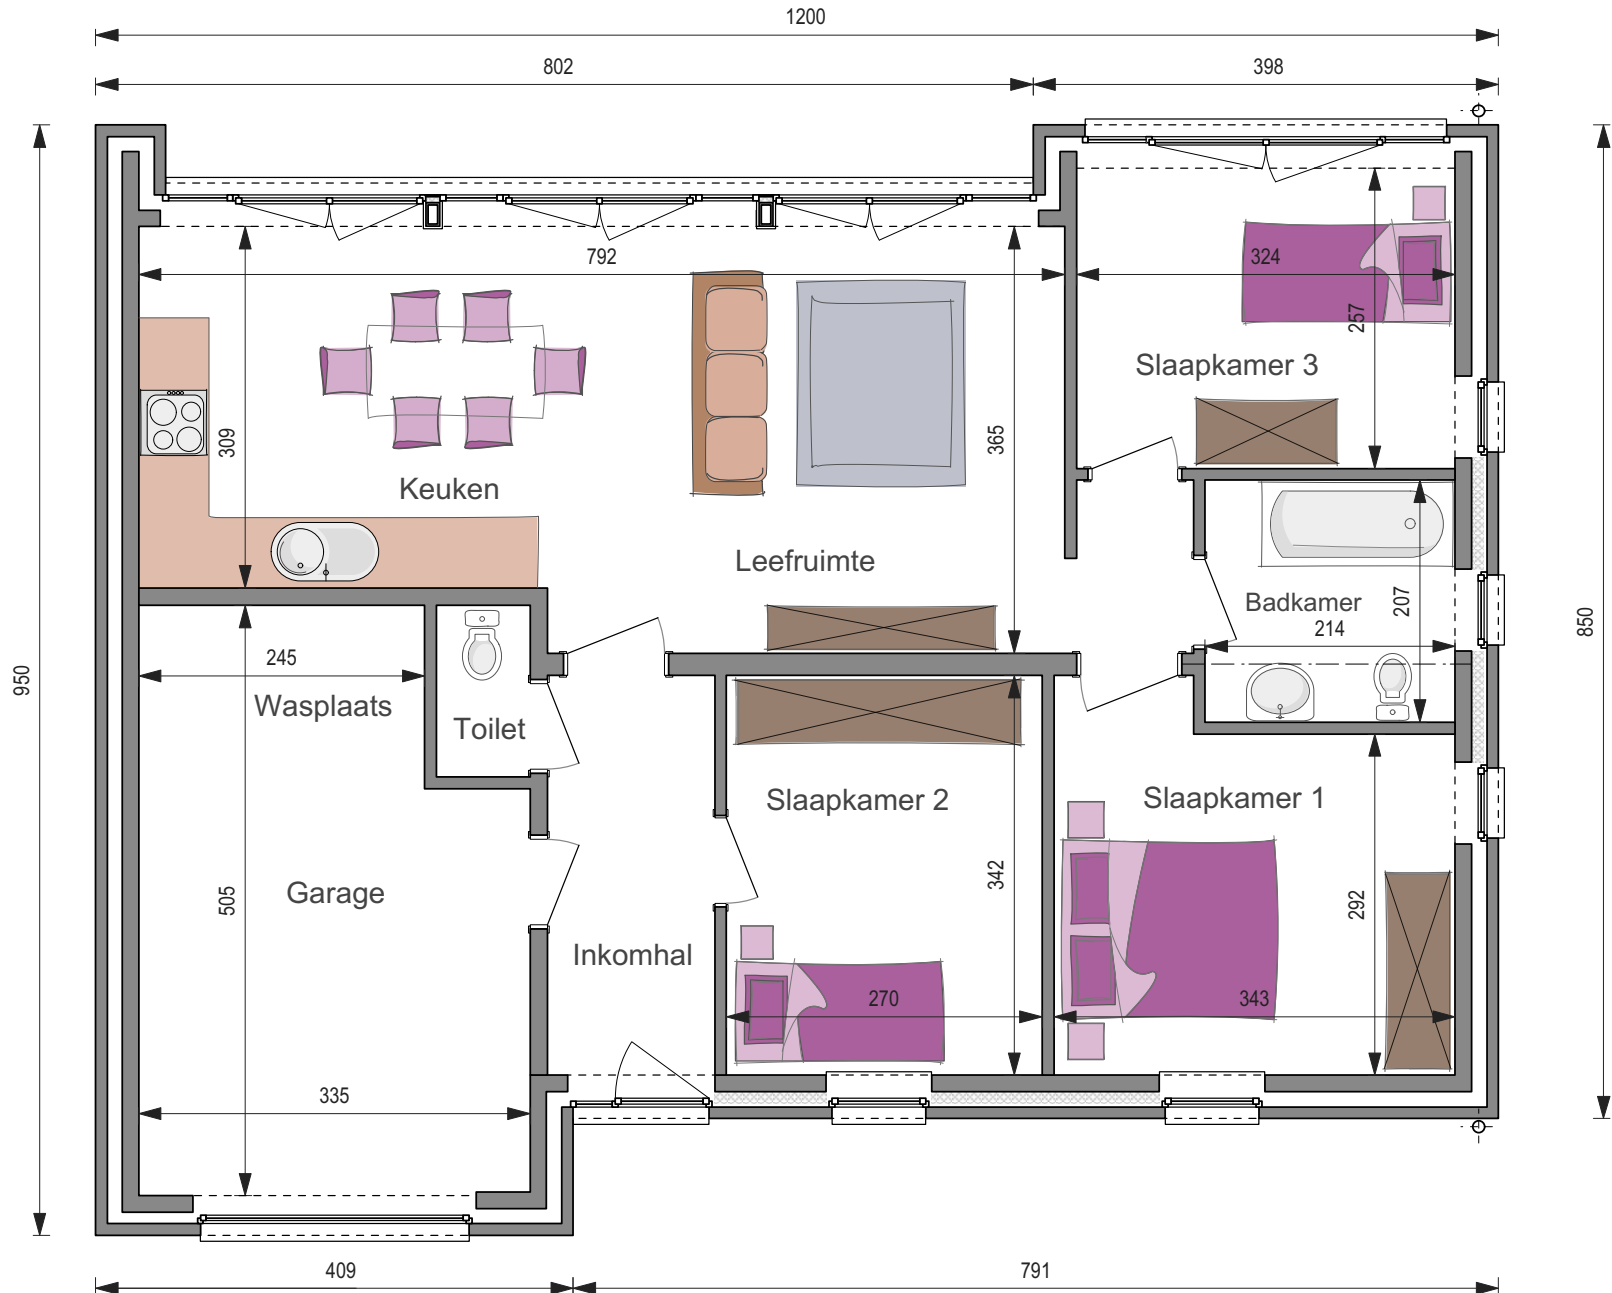 1200
802
398
792
324
257
Slaapkamer 3
309
365
Keuken
Leefruimte
Badkamer
207
214
850
950
245
Wasplaats
Toilet
Slaapkamer 2
Slaapkamer 1
342
Garage
505
292
Inkomhal
270
343
335
409
791